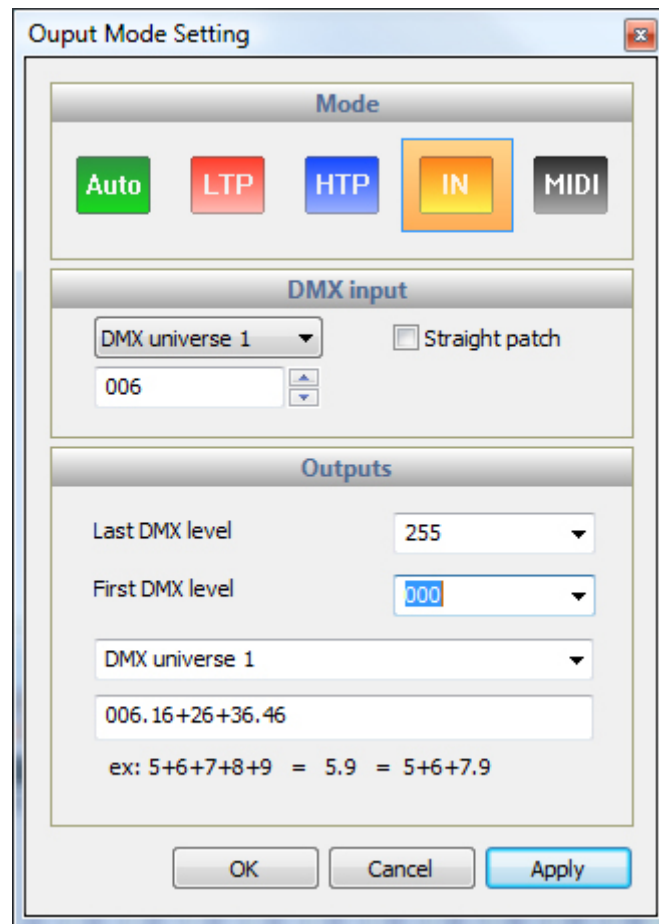 Ouput Mode Setting
Mode
Auto LTP HTP IN MIDI
DMX input
DMX universe 1 Straight patch
006
Outputs
Last DMX level 255
First DMX level 000
DMX universe 1
006.16+26+36.46
ex: 5+6+7+8+9 = 5.9 = 5+6+7.9
OK Cancel Apply